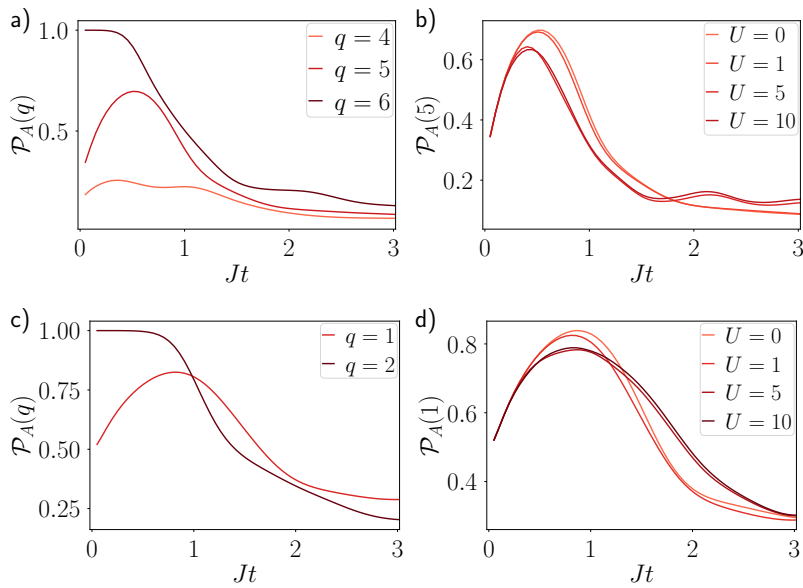 a)
1.0
0.5
q = 4
q = 5
q = 6
𝒫_A(q)
0 1 2 3
Jt
b)
0.6
0.4
0.2
U = 0
U = 1
U = 5
U = 10
𝒫_A(5)
0 1 2 3
Jt
c)
1.00
0.75
0.50
0.25
q = 1
q = 2
𝒫_A(q)
0 1 2 3
Jt
d)
0.8
0.6
0.4
U = 0
U = 1
U = 5
U = 10
𝒫_A(1)
0 1 2 3
Jt